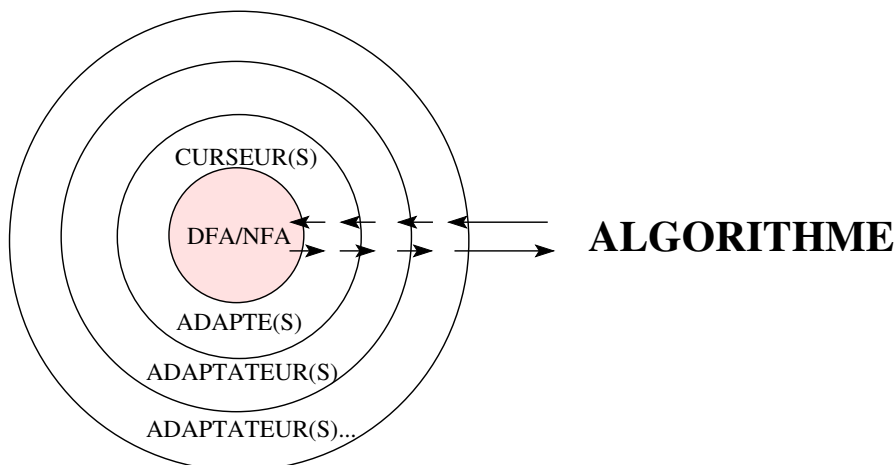 CURSEUR(S)
DFA/NFA
ALGORITHME
ADAPTE(S)
ADAPTATEUR(S)
ADAPTATEUR(S)...